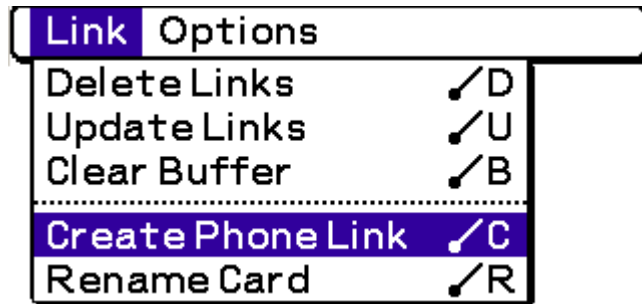 Link Options
Delete Links /D
Update Links /U
Clear Buffer /B
Create Phone Link /C
Rename Card /R